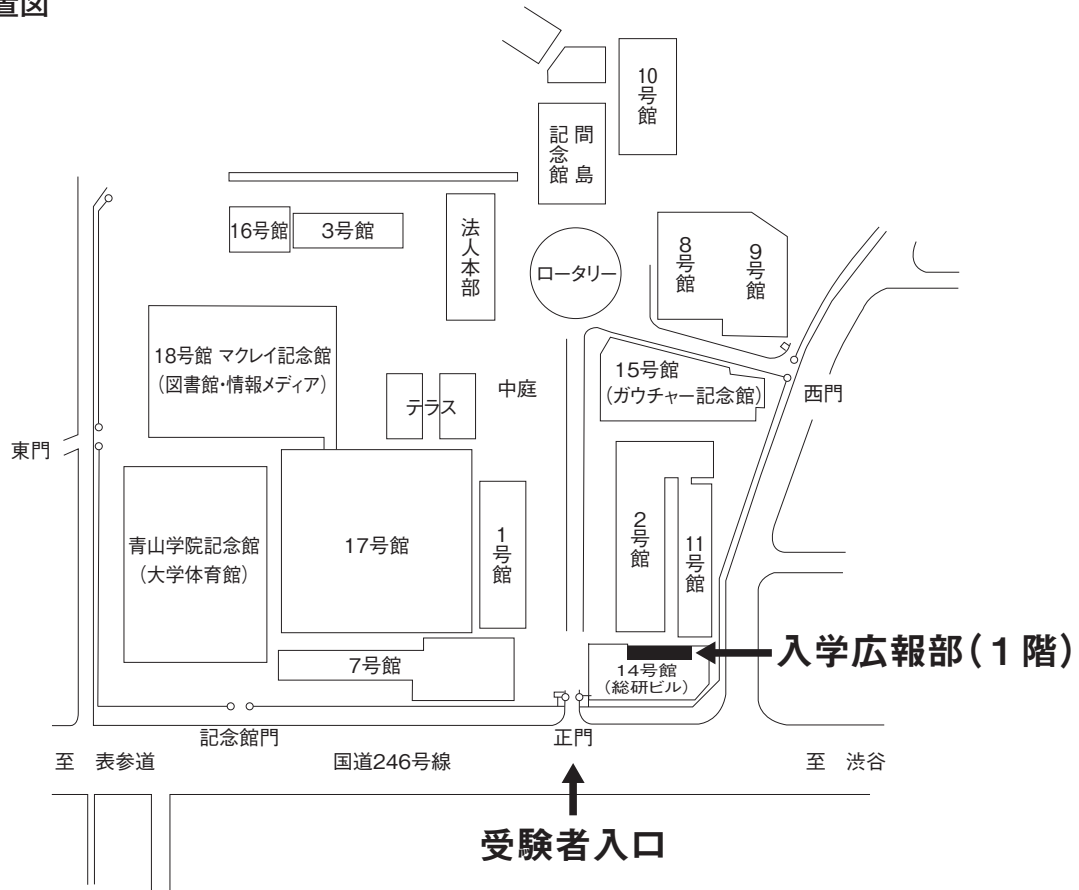 置図
10号館
間島
記念館
16号館
3号館
法人本部
ロータリー
8号館
9号館
18号館 マクレイ記念館
(図書館・情報メディア)
テラス
中庭
15号館
(ガウチャー記念館)
西門
東門
青山学院記念館
(大学体育館)
17号館
1号館
2号館
11号館
7号館
14号館
(総研ビル)
入学広報部(1階)
記念館門
正門
至 表参道
国道246号線
至 渋谷
受験者入口